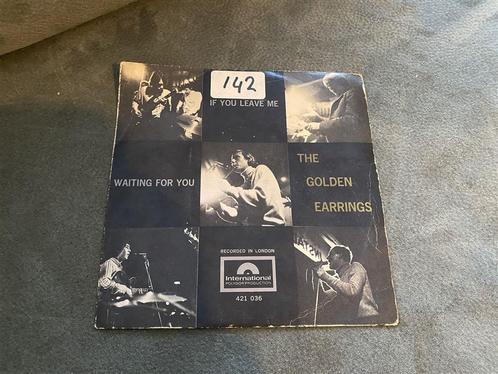 142
IF YOU LEAVE ME
WAITING FOR YOU
THE
GOLDEN
EARRINGS
RECORDED IN LONDON
International
POLYDOR PRODUCTION
421 036